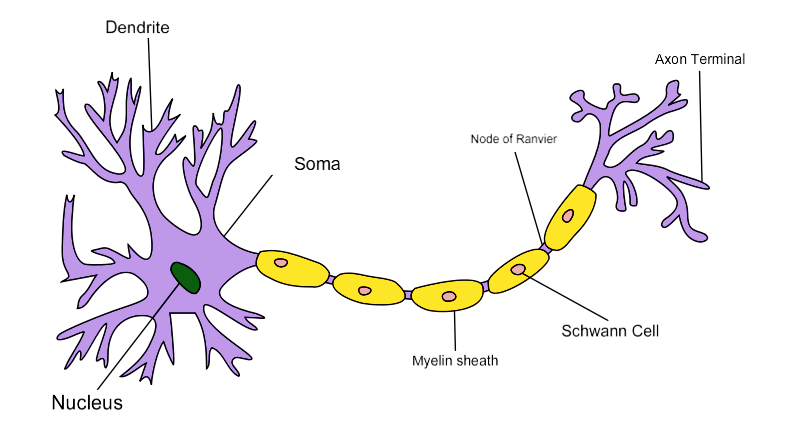 Dendrite
Axon Terminal
Node of Ranvier
Soma
Schwann Cell
Myelin sheath
Nucleus